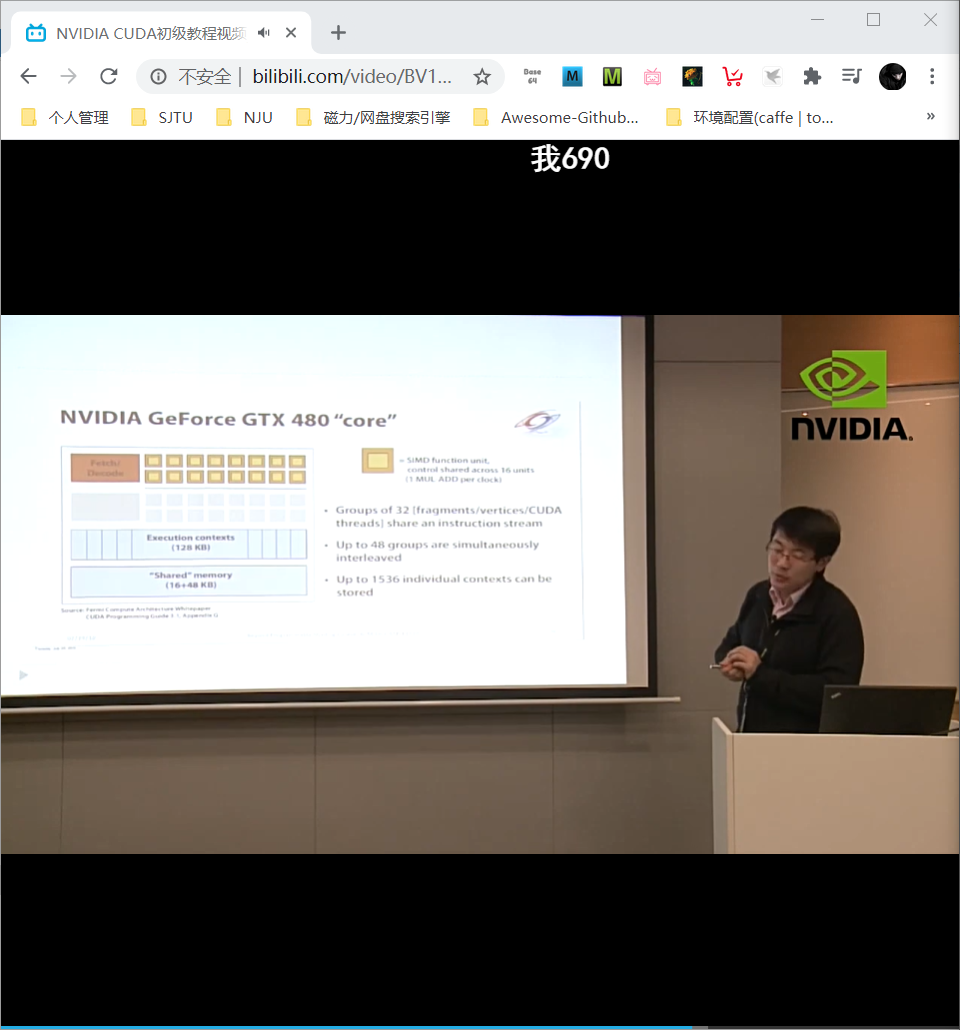 NVIDIA CUDA初级教程视频
不安全 | bilibili.com/video/BV1...
Base
64
M
M
个人管理
SJTU
NJU
磁力/网盘搜索引擎
Awesome-Github...
环境配置(caffe | to...
»
我690
NVIDIA GeForce GTX 480 “core”
Fetch/
Decode
= SIMD function unit,
control shared across 16 units
(1 MUL ADD per clock)
• Groups of 32 [fragments/vertices/CUDA
threads] share an instruction stream
• Up to 48 groups are simultaneously
interleaved
• Up to 1536 individual contexts can be
stored
Execution contexts
(128 KB)
“Shared” memory
(16+48 KB)
Source: Fermi Compute Architecture Whitepaper
CUDA Programming Guide 3.1, Appendix G
NVIDIA.